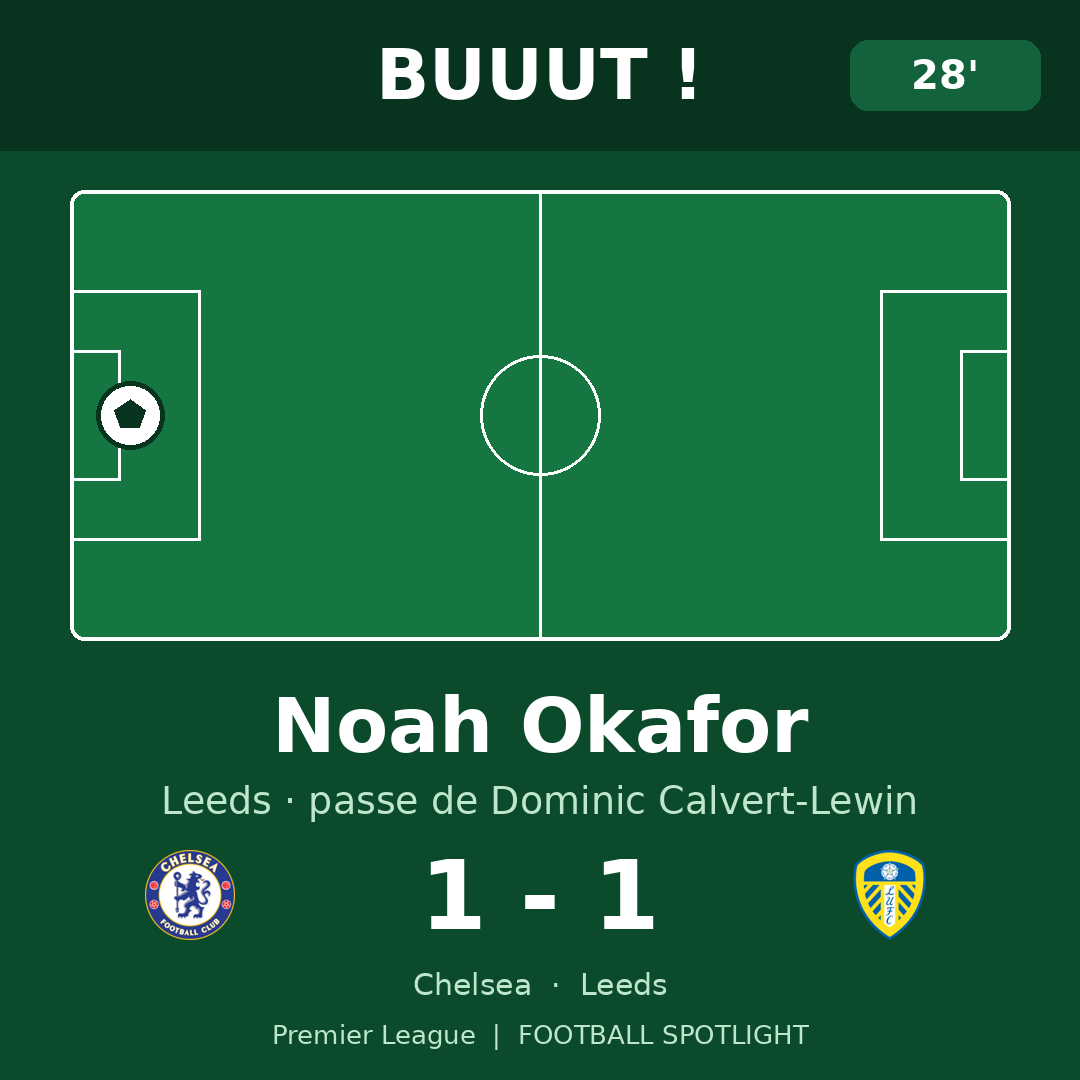 BUUUT !
28'
Noah Okafor
Leeds · passe de Dominic Calvert-Lewin
CHELSEA
FOOTBALL CLUB
1 - 1
LUFC
Chelsea · Leeds
Premier League | FOOTBALL SPOTLIGHT